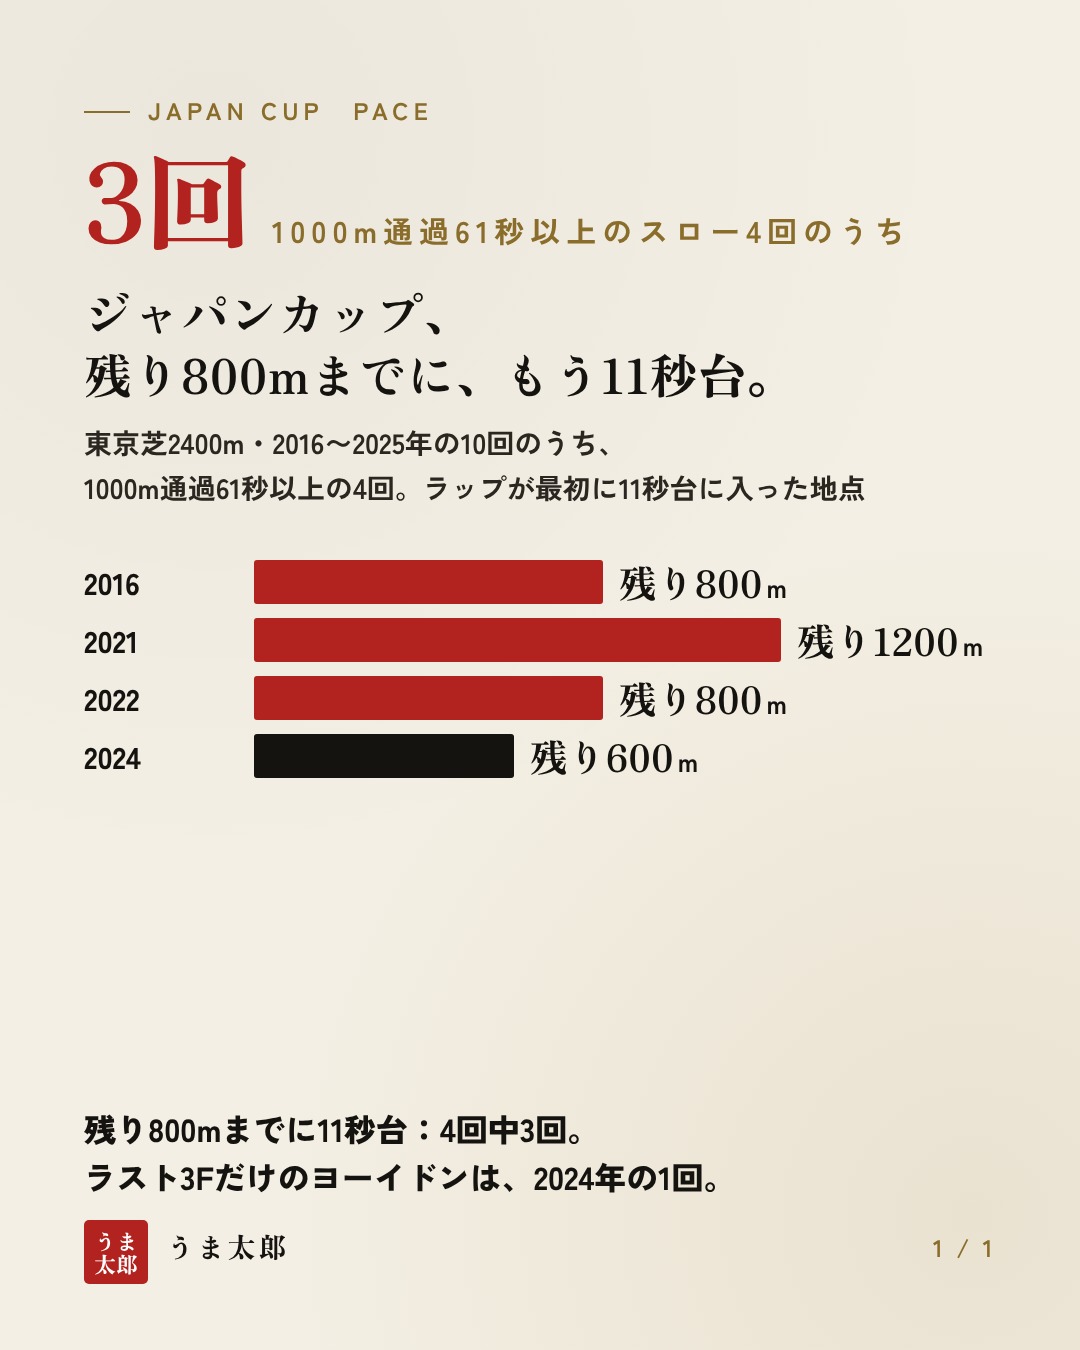 JAPAN CUP PACE
3回 1000m通過61秒以上のスロー4回のうち
ジャパンカップ、
残り800mまでに、もう11秒台。
東京芝2400m・2016〜2025年の10回のうち、
1000m通過61秒以上の4回。ラップが最初に11秒台に入った地点
2016 残り800m
2021 残り1200m
2022 残り800m
2024 残り600m
残り800mまでに11秒台：4回中3回。
ラスト3Fだけのヨーイドンは、2024年の1回。
うま
太郎
うま太郎
1 / 1